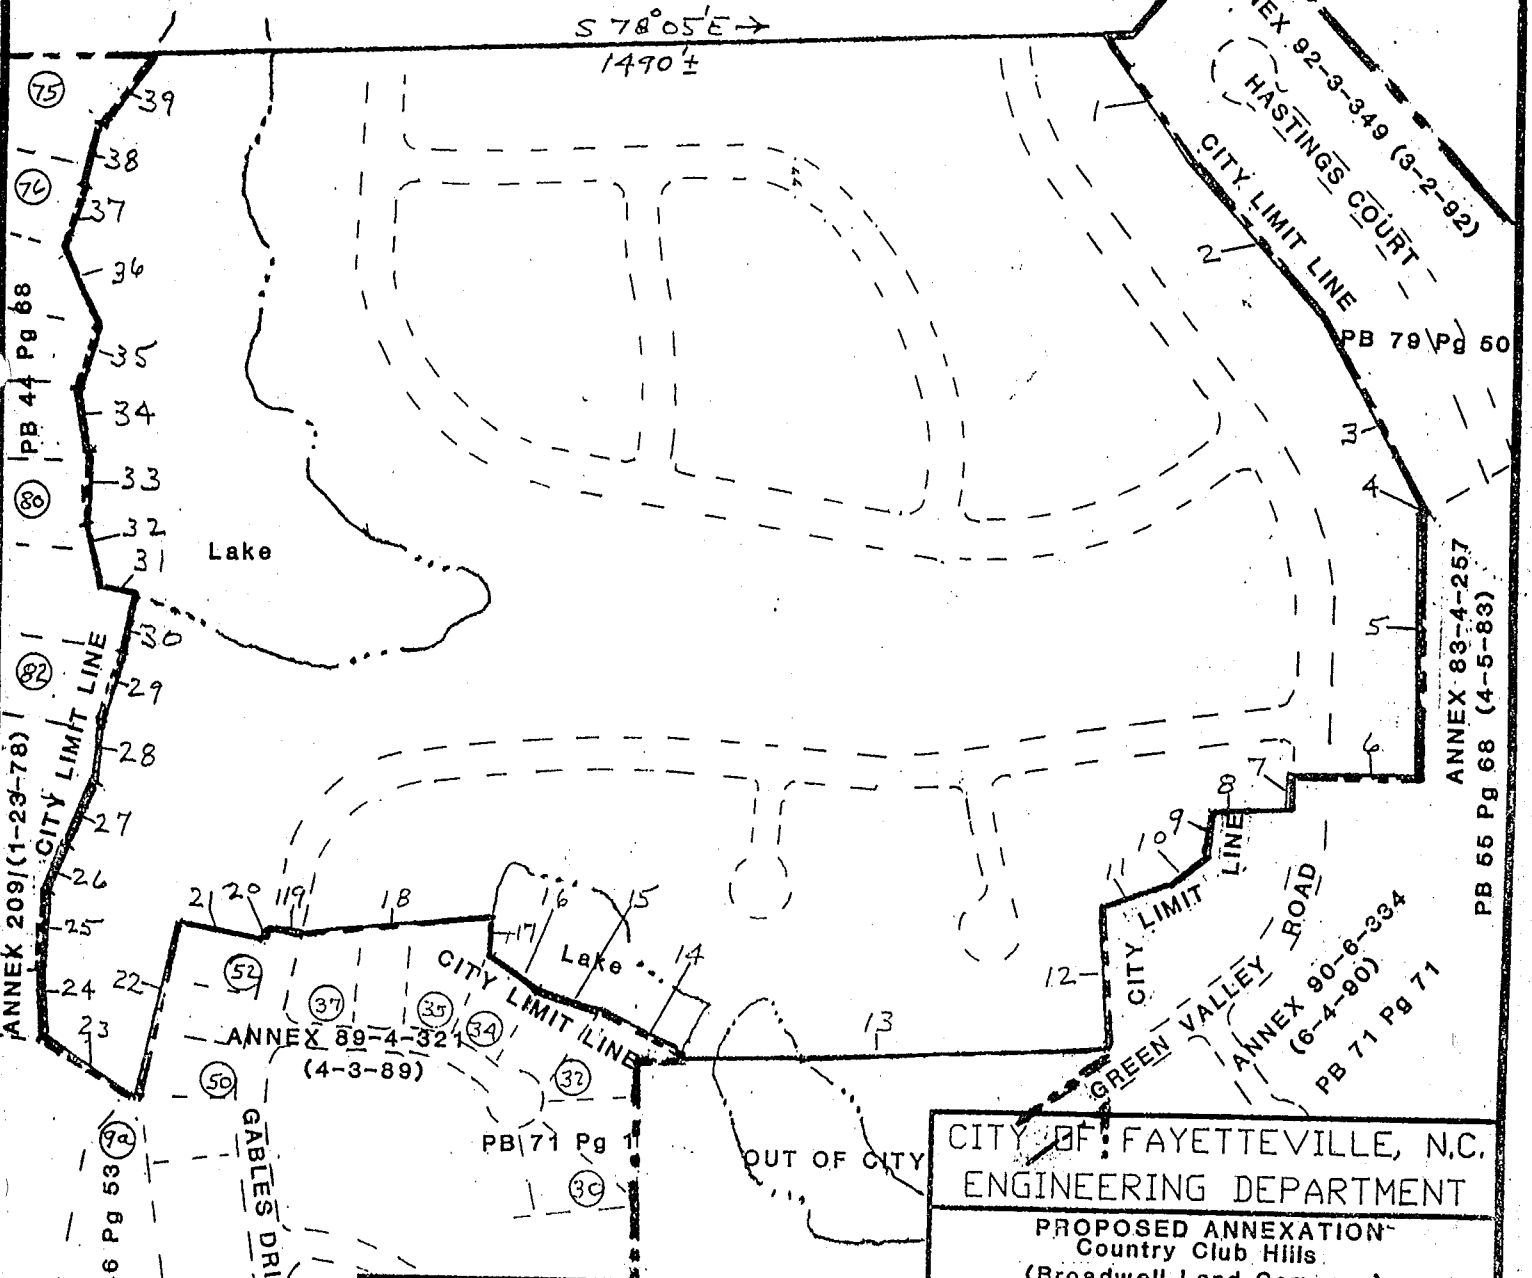 S 78°05'E →
1490'±
NEX 92-3-349 (3-2-92)
HASTINGS COURT
CITY LIMIT LINE
PB 79 Pg 50
1
2
3
4
5
6
7
8
9
10
11
12
13
14
15
16
17
18
19
20
21
22
23
24
25
26
27
28
29
30
31
32
33
34
35
36
37
38
39
75
76
PB 44 Pg 68
80
82
Lake
CITY LIMIT LINE
ANNEX 209 (1-23-78)
ANNEX 83-4-257
(4-5-83)
PB 55 Pg 68
CITY LIMIT LINE
GREEN VALLEY ROAD
ANNEX 90-6-334
(6-4-90)
PB 71 Pg 71
Lake
CITY LIMIT LINE
52
37
35
34
32
30
50
ANNEX 89-4-321
(4-3-89)
PB 71 Pg 1
GABLES DRI
6 Pg 53
OUT OF CITY
CITY OF FAYETTEVILLE, N.C.
ENGINEERING DEPARTMENT
PROPOSED ANNEXATION
Country Club Hills
(Broadwell Land